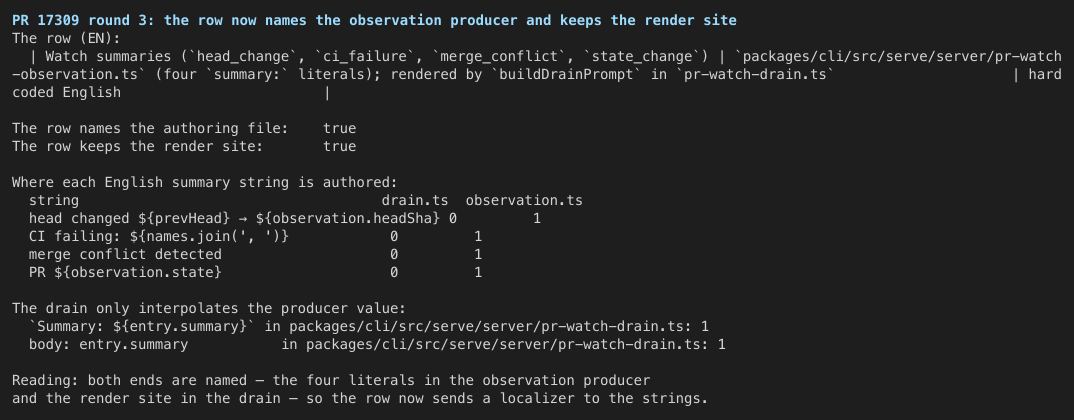 PR 17309 round 3: the row now names the observation producer and keeps the render site
The row (EN):
| Watch summaries (`head_change`, `ci_failure`, `merge_conflict`, `state_change`) | `packages/cli/src/serve/server/pr-watch
-observation.ts` (four `summary:` literals); rendered by `buildDrainPrompt` in `pr-watch-drain.ts` | hard
coded English |
The row names the authoring file: true
The row keeps the render site: true
Where each English summary string is authored:
string drain.ts observation.ts
head changed ${prevHead} → ${observation.headSha} 0 1
CI failing: ${names.join(', ')} 0 1
merge conflict detected 0 1
PR ${observation.state} 0 1
The drain only interpolates the producer value:
`Summary: ${entry.summary}` in packages/cli/src/serve/server/pr-watch-drain.ts: 1
body: entry.summary in packages/cli/src/serve/server/pr-watch-drain.ts: 1
Reading: both ends are named — the four literals in the observation producer
and the render site in the drain — so the row now sends a localizer to the strings.